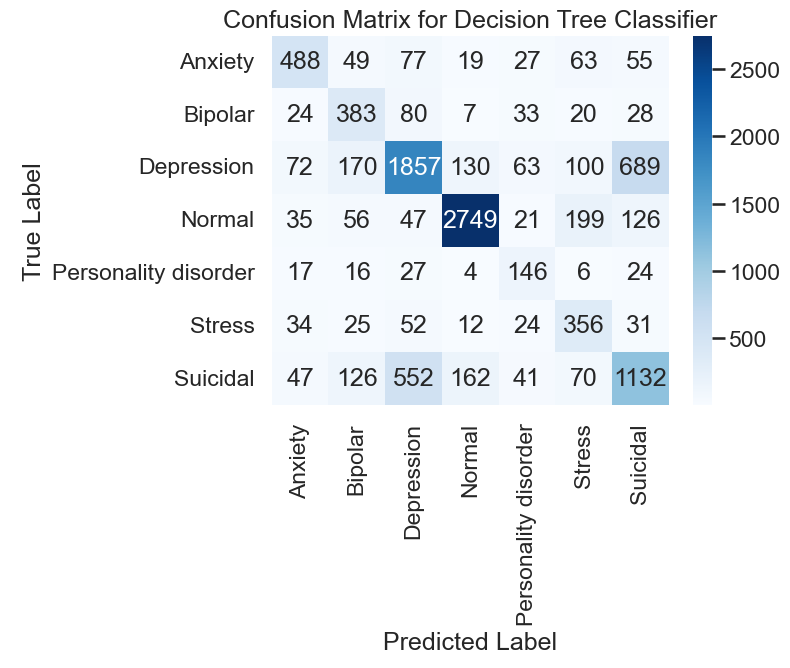 Confusion Matrix for Decision Tree Classifier
True Label
Anxiety 488 49 77 19 27 63 55
Bipolar 24 383 80 7 33 20 28
Depression 72 170 1857 130 63 100 689
Normal 35 56 47 2749 21 199 126
Personality disorder 17 16 27 4 146 6 24
Stress 34 25 52 12 24 356 31
Suicidal 47 126 552 162 41 70 1132
Anxiety
Bipolar
Depression
Normal
Personality disorder
Stress
Suicidal
Predicted Label
2500
2000
1500
1000
500